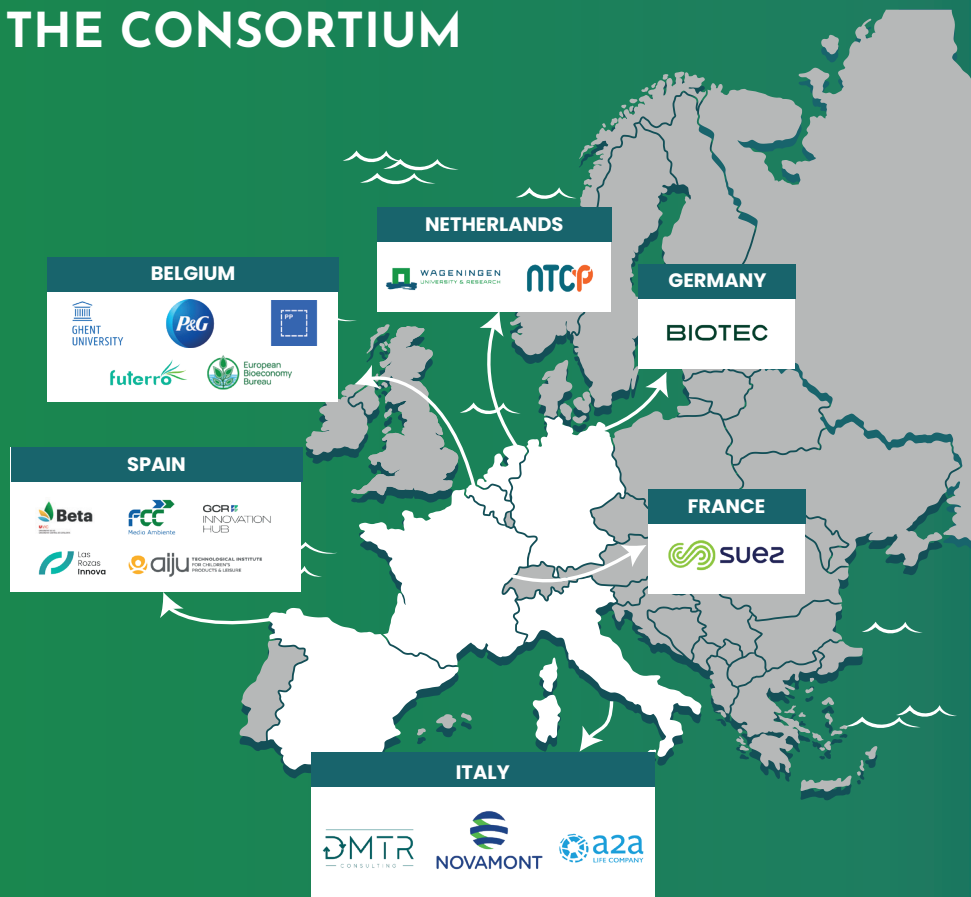 THE CONSORTIUM
NETHERLANDS
WAGENINGEN
UNIVERSITY & RESEARCH
NTCP
BELGIUM
GHENT
UNIVERSITY
P&G
PP
futerro
European
Bioeconomy
Bureau
GERMANY
BIOTEC
SPAIN
Beta
FCC
Medio Ambiente
GCR
INNOVATION
HUB
Las
Rozas
Innova
aiju
TECHNOLOGICAL INSTITUTE
FOR CHILDREN'S
PRODUCTS & LEISURE
FRANCE
suez
ITALY
DMTR
CONSULTING
NOVAMONT
a2a
LIFE COMPANY